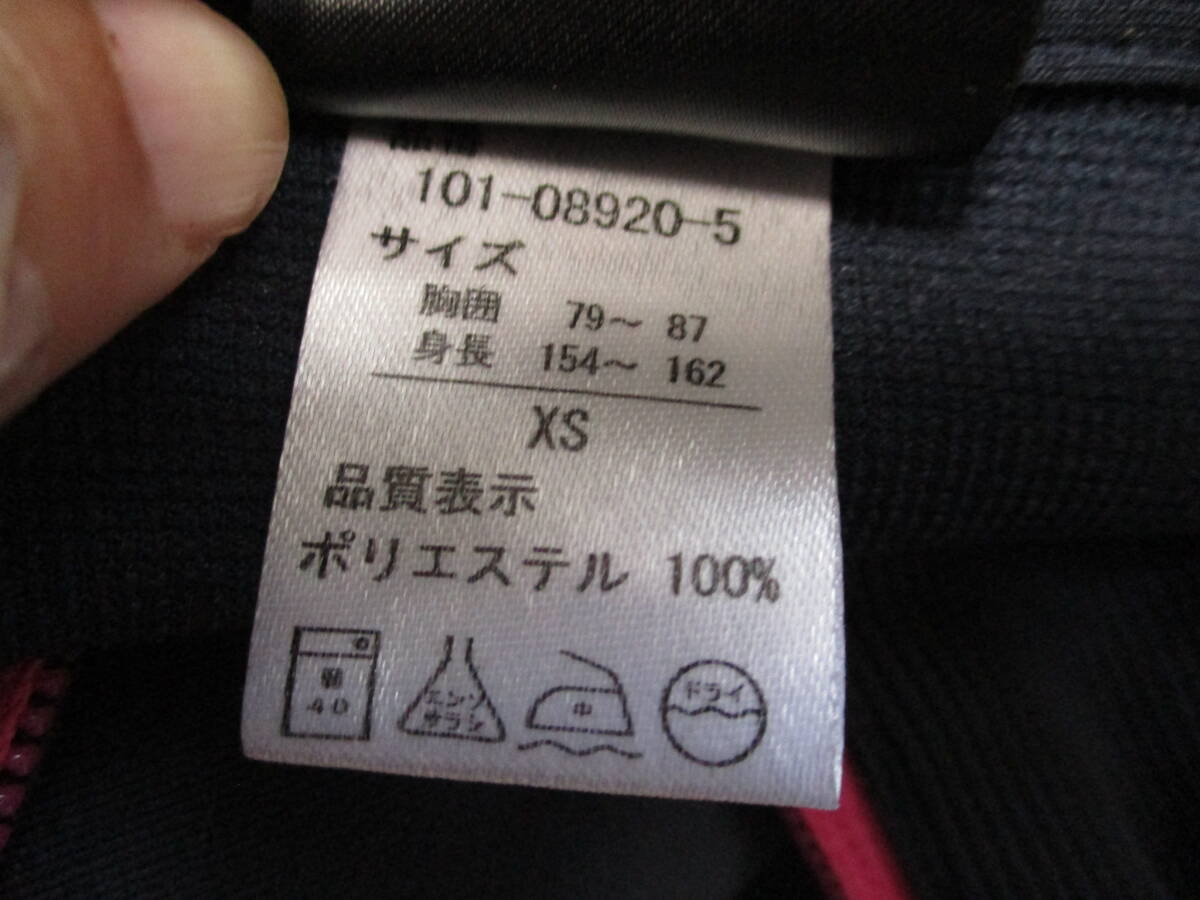 101-08920-5
サイズ
胸囲 79～ 87
身長 154～ 162
XS
品質表示
ポリエステル 100%
40
エンソ
サラシ
中
ドライ